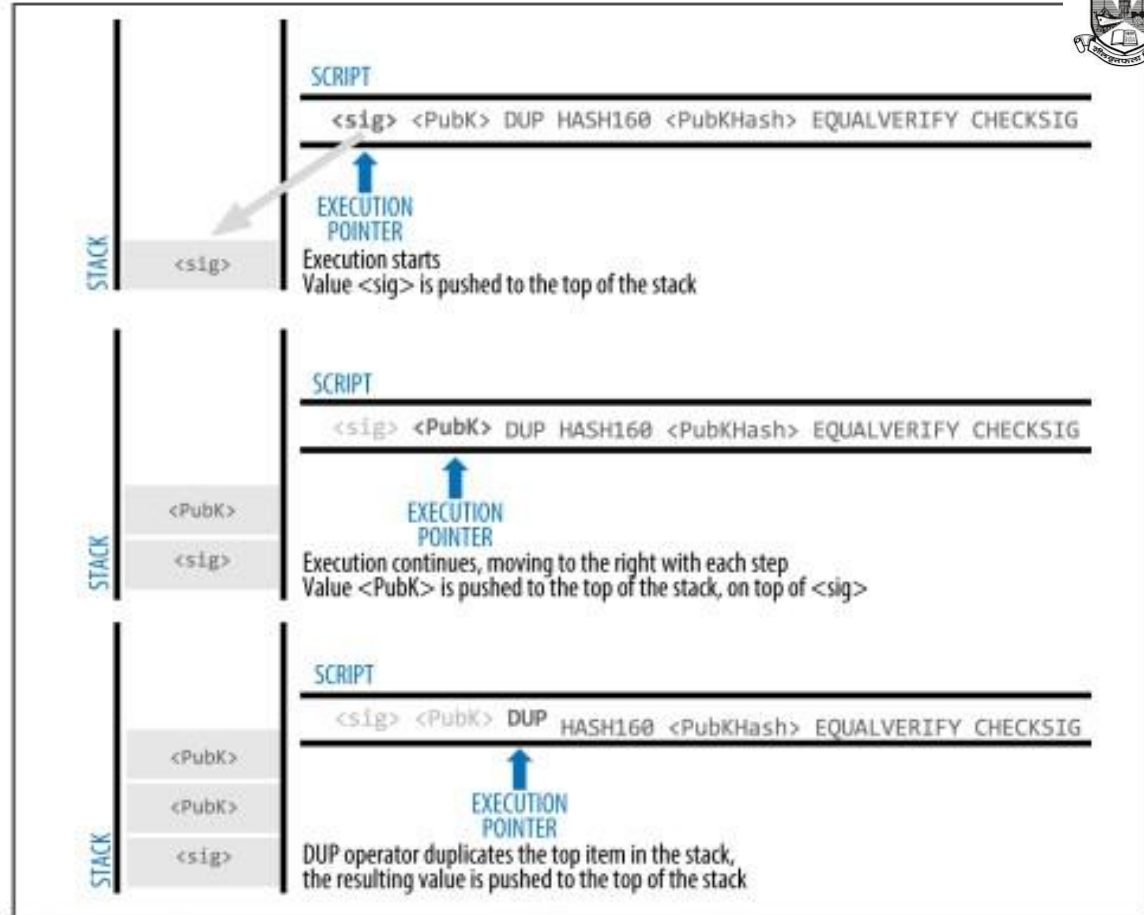 SCRIPT
<sig> <PubK> DUP HASH160 <PubKHash> EQUALVERIFY CHECKSIG
EXECUTION
POINTER
STACK
<sig>
Execution starts
Value <sig> is pushed to the top of the stack
SCRIPT
<sig> <PubK> DUP HASH160 <PubKHash> EQUALVERIFY CHECKSIG
EXECUTION
POINTER
STACK
<PubK>
<sig>
Execution continues, moving to the right with each step
Value <PubK> is pushed to the top of the stack, on top of <sig>
SCRIPT
<sig> <PubK> DUP HASH160 <PubKHash> EQUALVERIFY CHECKSIG
EXECUTION
POINTER
STACK
<PubK>
<PubK>
<sig>
DUP operator duplicates the top item in the stack,
the resulting value is pushed to the top of the stack